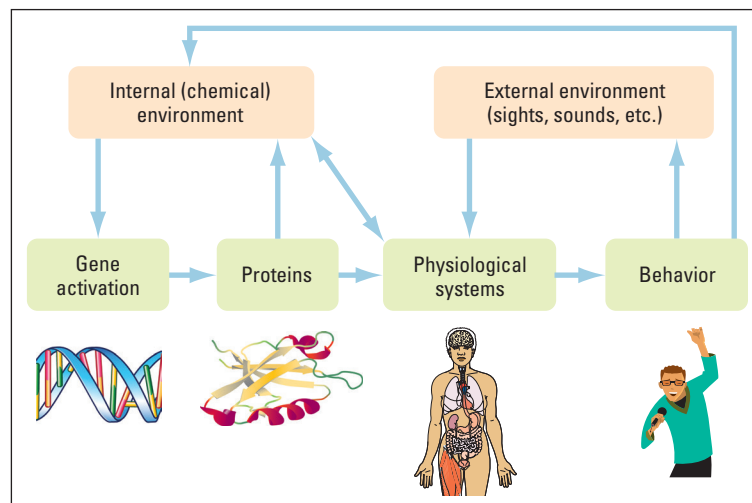 Internal (chemical)
environment
External environment
(sights, sounds, etc.)
Gene
activation
Proteins
Physiological
systems
Behavior